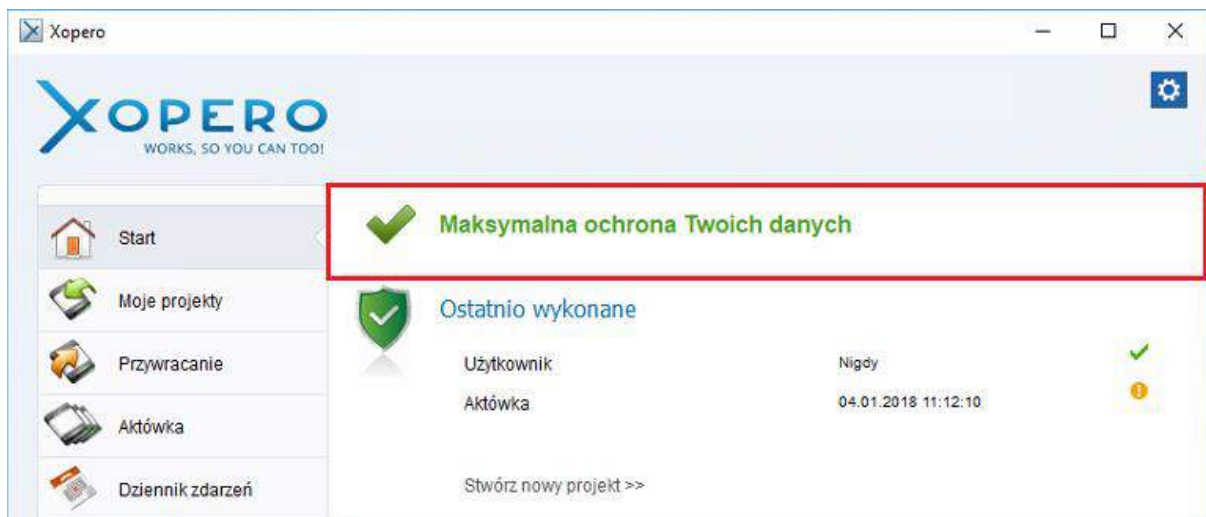 Xopero
XOPERO
WORKS, SO YOU CAN TOO!
Start
Moje projekty
Przywracanie
Aktówka
Dziennik zdarzeń
Maksymalna ochrona Twoich danych
Ostatnio wykonane
Użytkownik Nigdy
Aktówka 04.01.2018 11:12:10
Stwórz nowy projekt >>